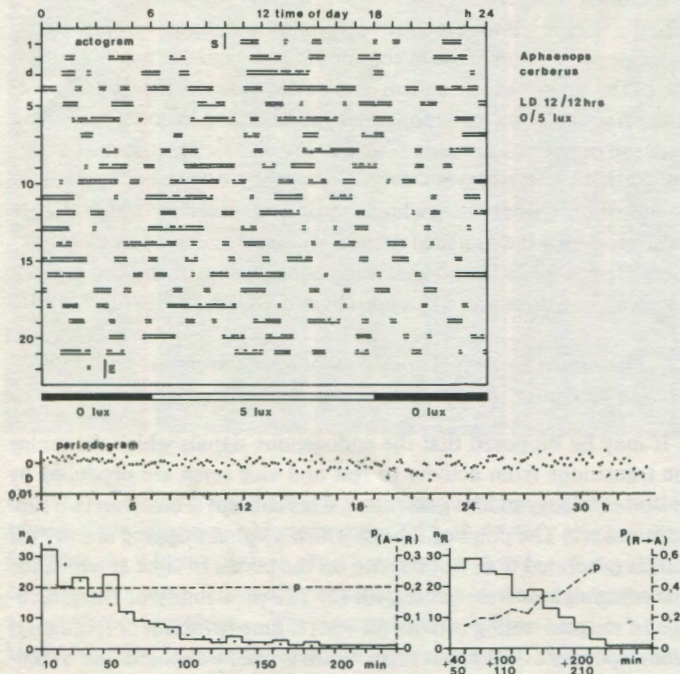 0 6 12 time of day 18 h 24
actogram S
1
d
5
10
15
20
E
Aphaenops
cerberus
LD 12/12hrs
0/5 lux
0 lux 5 lux 0 lux
periodogram
0
D
0,01
0 6 12 18 24 30 h
nA P(A→R)
30 0,3
20 0,2
10 0,1
0 0
P
10 50 100 150 200 min
nR P(R→A)
30 0,6
20 0,4
10 0,2
0 0
P
+40 +100 +210 min
50 110